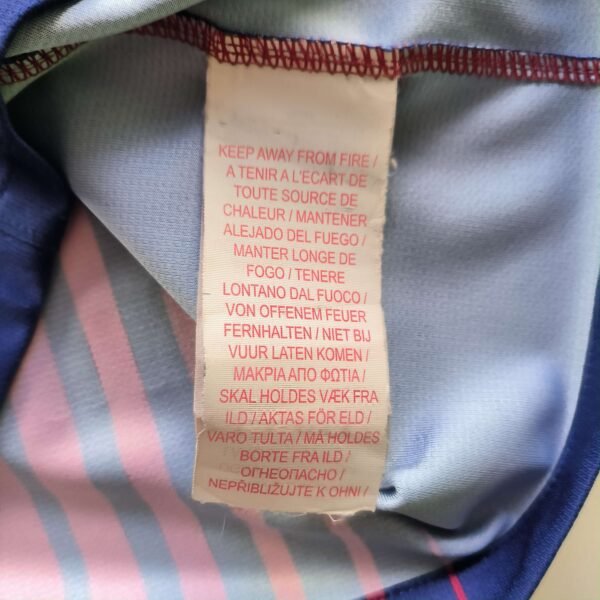 KEEP AWAY FROM FIRE /
A TENIR A L'ECART DE
TOUTE SOURCE DE
CHALEUR / MANTENER
ALEJADO DEL FUEGO /
MANTER LONGE DE
FOGO / TENERE
LONTANO DAL FUOCO /
VON OFFENEM FEUER
FERNHALTEN / NIET BIJ
VUUR LATEN KOMEN /
ΜΑΚΡΙΑ ΑΠΟ ΦΩΤΙΑ /
SKAL HOLDES VÆK FRA
ILD / AKTAS FÖR ELD /
VARO TULTA / MÅ HOLDES
BORTE FRA ILD /
ОГНЕОПАСНО /
NEPŘIBLIŽUJTE K OHNI /